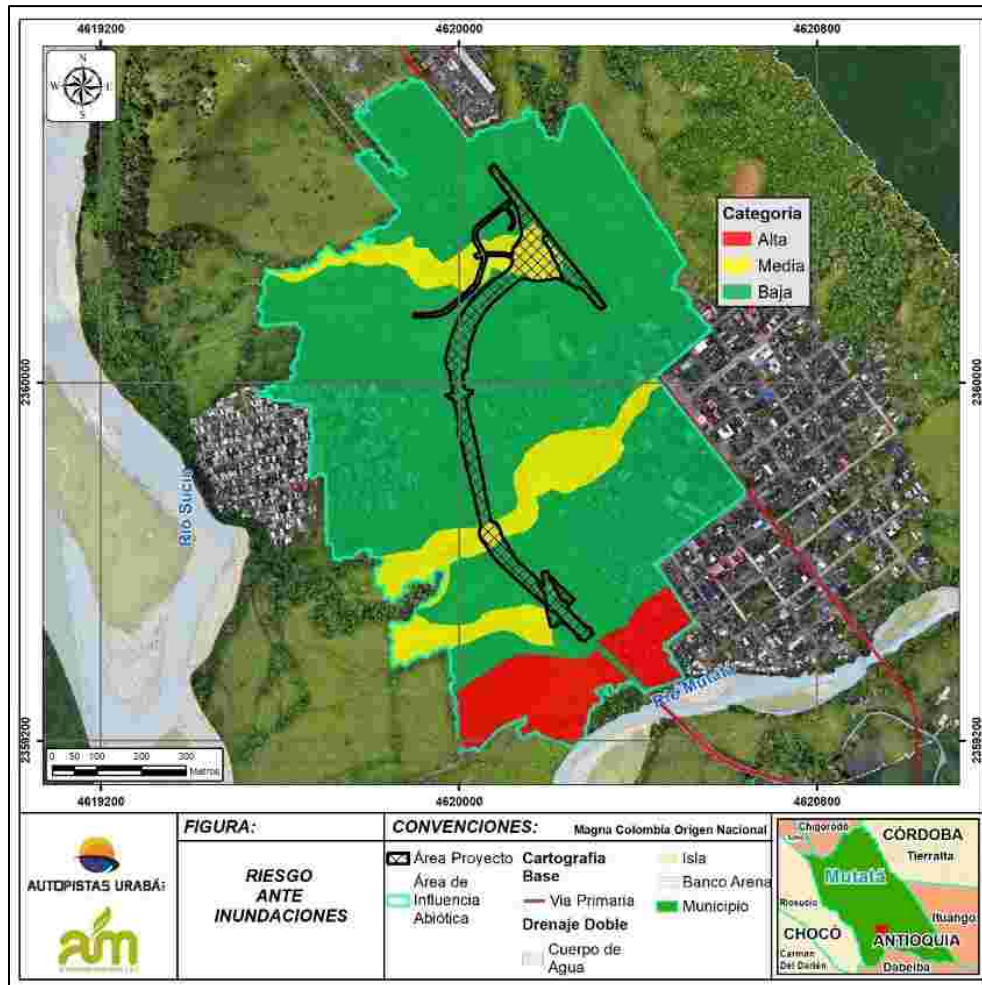 4619200 4620000 4620800
N
W E
S
Categoria
Alta
Media
Baja
2360000 2360000
Río Sucio
Río Mutatá
2359200 2359200
0 50 100 200 300
Metros
4619200 4620000 4620800
AUTOPISTAS URABÁ
aim
FIGURA:
RIESGO
ANTE
INUNDACIONES
CONVENCIONES: Magna Colombia Origen Nacional
Área Proyecto
Área de
Influencia
Abiótica
Cartografia
Base
Via Primaria
Drenaje Doble
Cuerpo de
Agua
Isla
Banco Arena
Municipio
Chigorodó
CÓRDOBA
Tierralta
Mutatá
Riosucio
Ituango
CHOCÓ
ANTIOQUIA
Carmen
Del Darién
Dabeiba